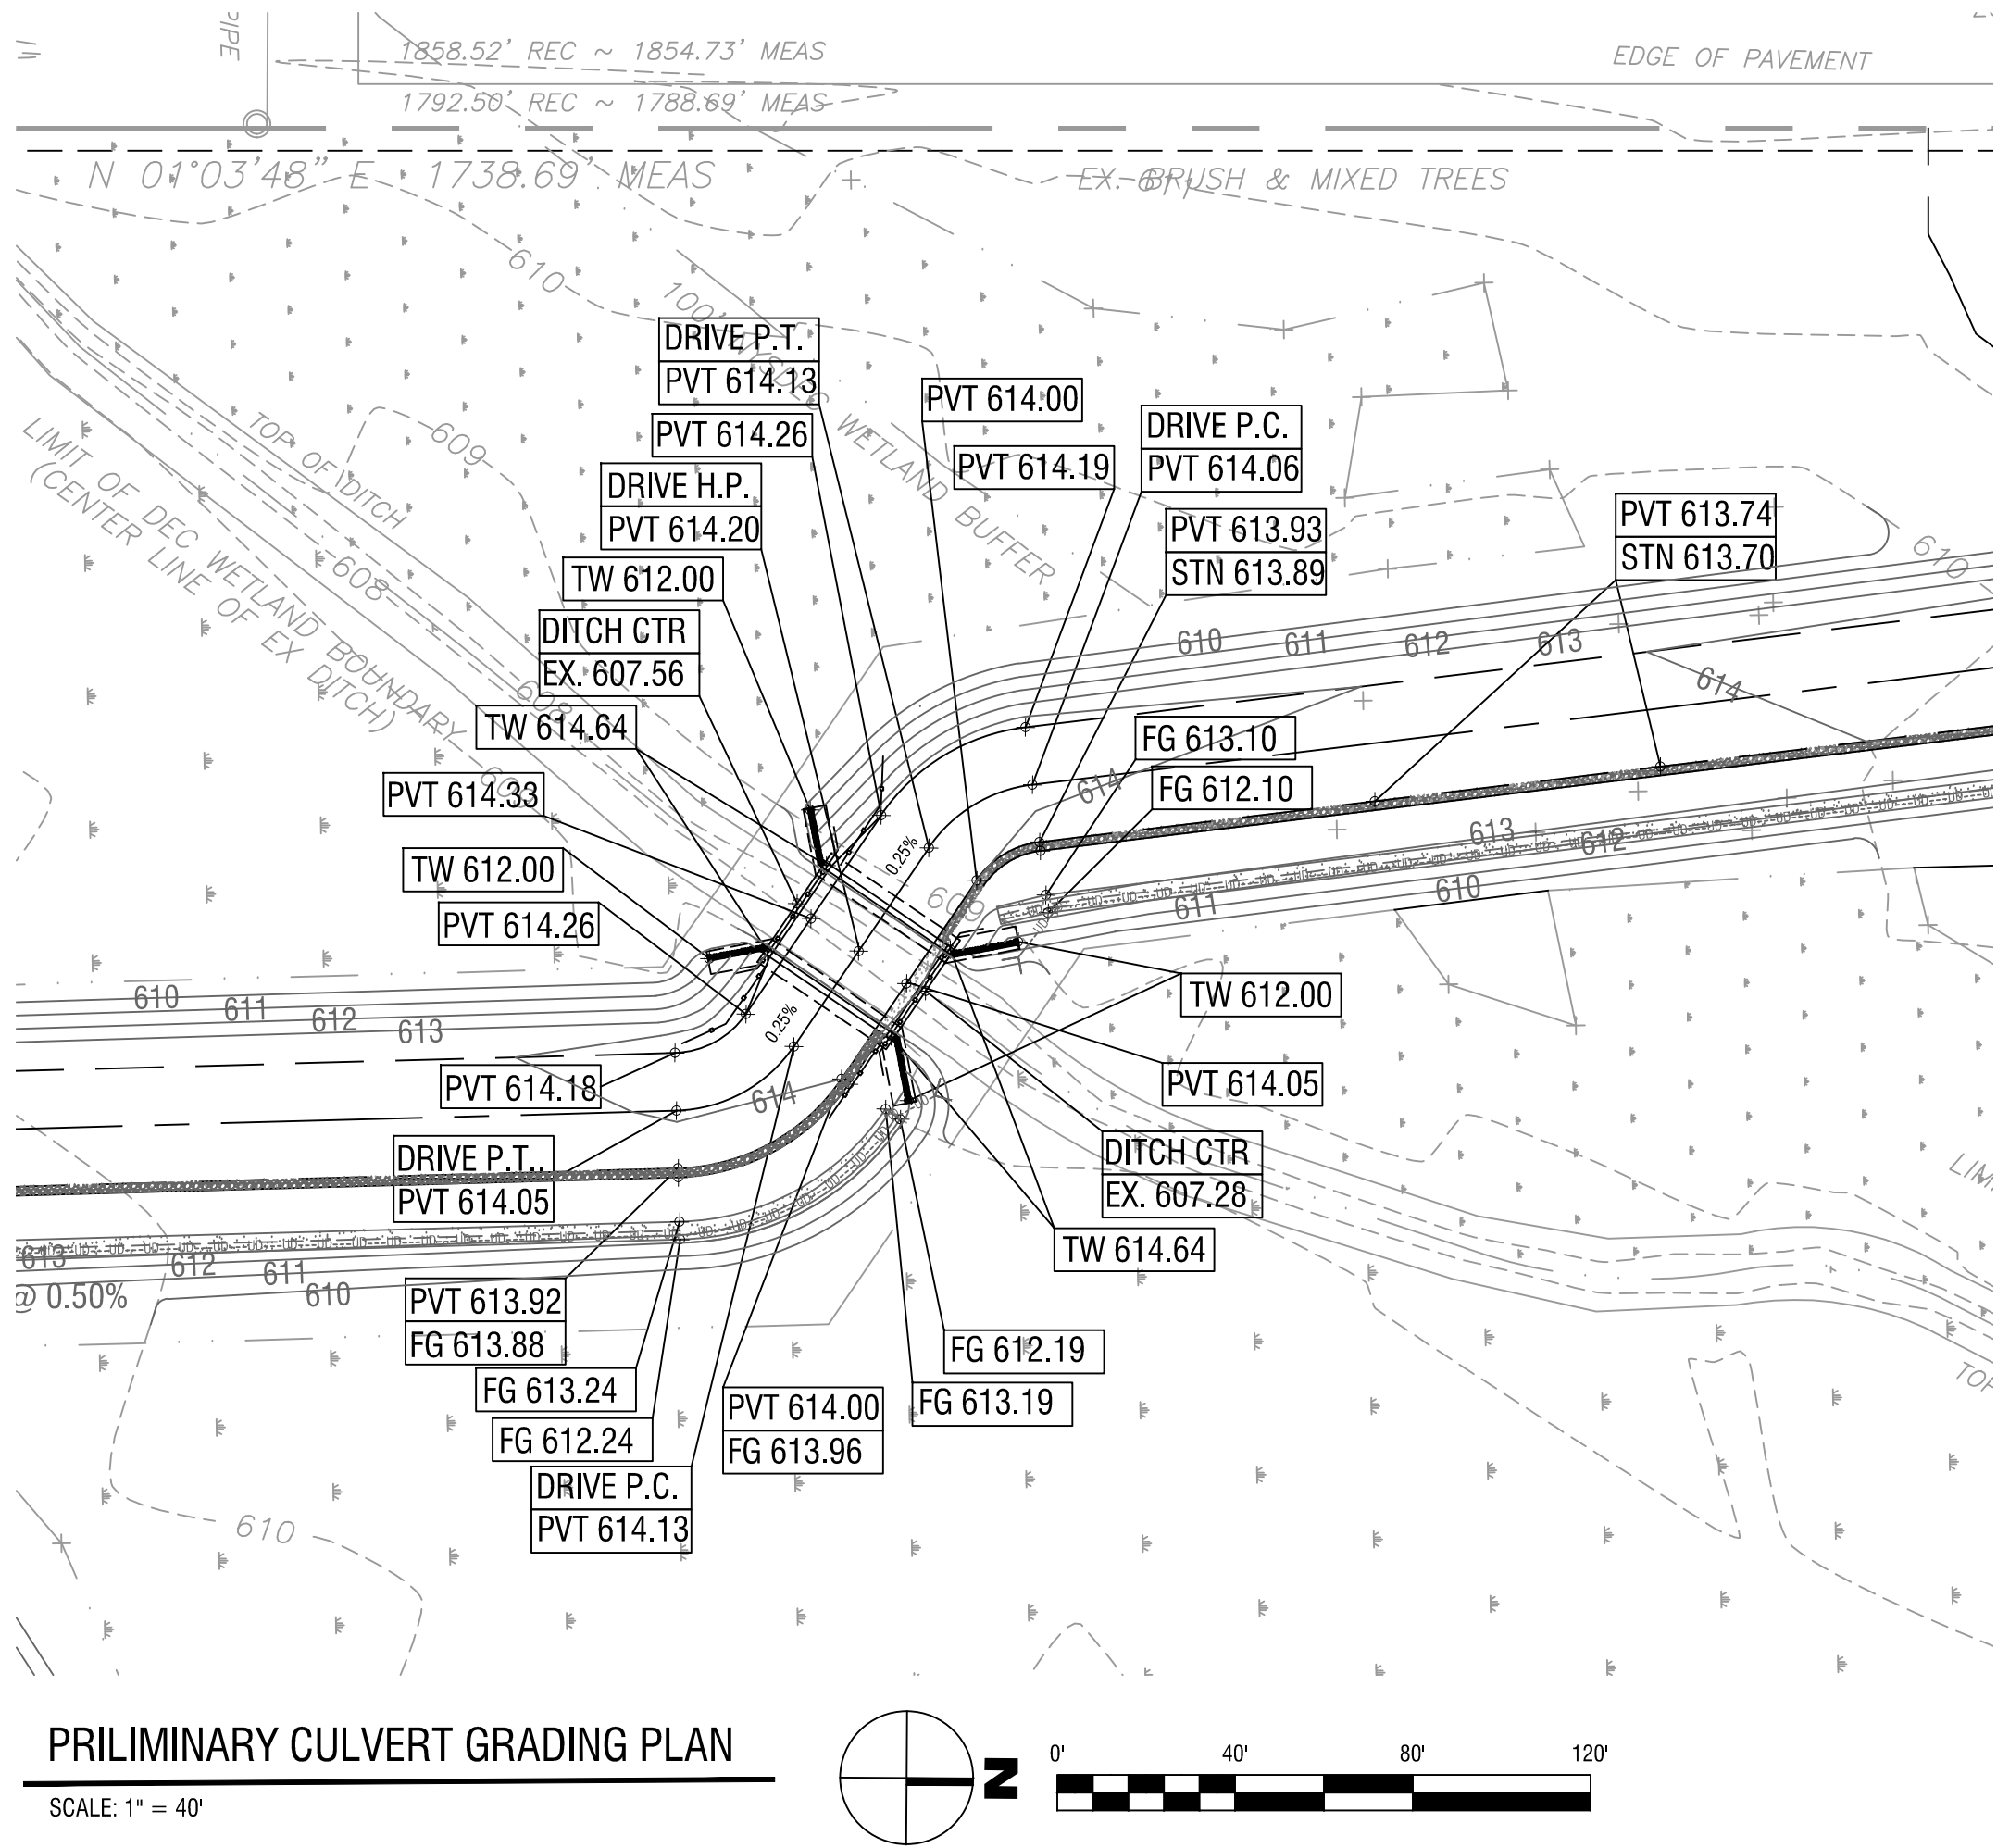 PIPE
1858.52' REC ~ 1854.73' MEAS
EDGE OF PAVEMENT
1792.50' REC ~ 1788.69' MEAS
N 01°03'48" E 1738.69' MEAS
EX. BRUSH & MIXED TREES
611
610
100' NYSDEC WETLAND BUFFER
DRIVE P.T.
PVT 614.13
PVT 614.26
PVT 614.00
DRIVE P.C.
PVT 614.06
PVT 614.19
DRIVE H.P.
PVT 614.20
PVT 613.93
STN 613.89
PVT 613.74
STN 613.70
TOP OF DITCH
609
LIMIT OF DEC WETLAND BOUNDARY
(CENTER LINE OF EX DITCH)
608
608
610
TW 612.00
DITCH CTR
EX. 607.56
TW 614.64
610
611
612
613
614
FG 613.10
FG 612.10
614
PVT 614.33
0.25%
613
612
TW 612.00
609
610
611
PVT 614.26
TW 612.00
610
611
612
613
0.25%
PVT 614.18
614
PVT 614.05
DRIVE P.T..
PVT 614.05
DITCH CTR
EX. 607.28
TW 614.64
613
612
611
610
@ 0.50%
PVT 613.92
FG 613.88
FG 612.19
FG 613.24
PVT 614.00
FG 613.96
FG 613.19
FG 612.24
DRIVE P.C.
PVT 614.13
610
PRILIMINARY CULVERT GRADING PLAN
SCALE: 1" = 40'
N
0' 40' 80' 120'